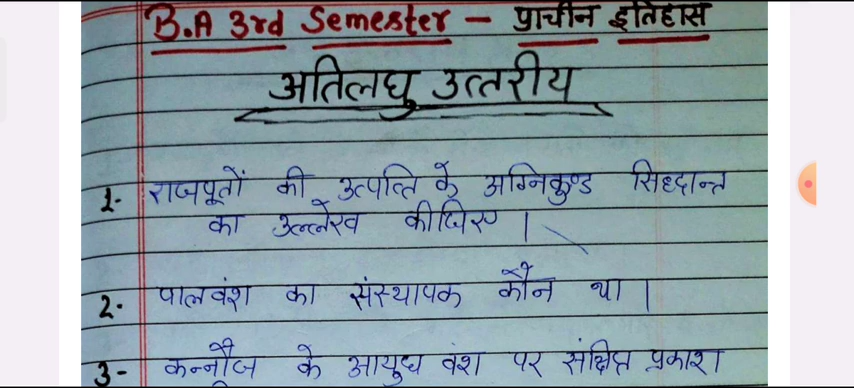 B.A 3rd Semester - प्राचीन इतिहास
अतिलघु उत्तरीय
1- राजपूतों की उत्पत्ति के अग्निकुण्ड सिध्दान्त
का उल्लेख कीजिए ।
2- पालवंश का संस्थापक कौन था ।
3- कन्नौज के आयुध वंश पर संक्षिप्त प्रकाश